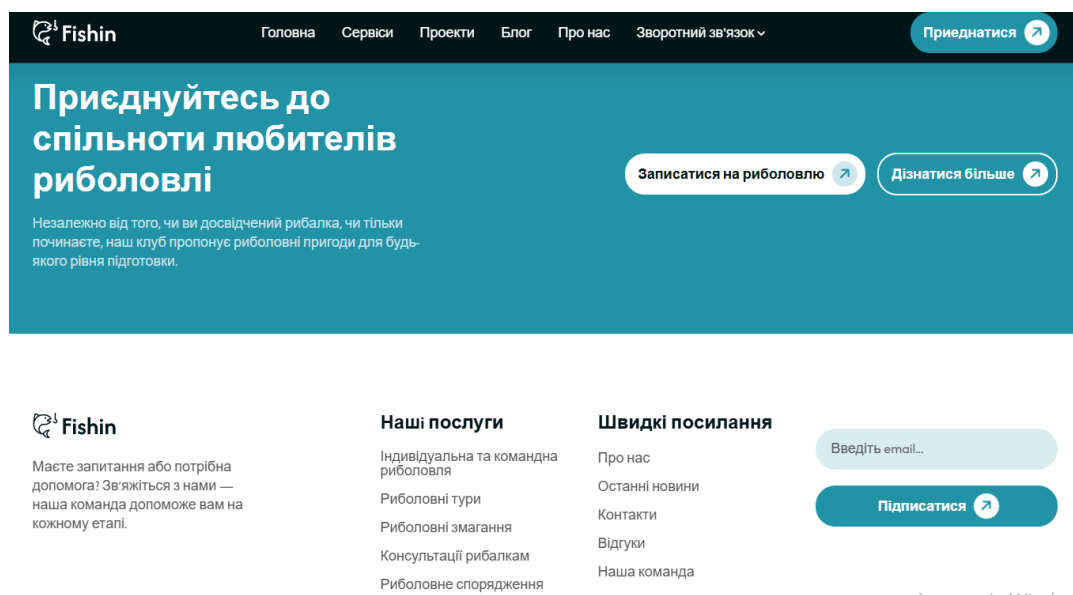 Fishin
Головна Сервіси Проекти Блог Про нас Зворотний зв'язок
Приеднатися
Приєднуйтесь до
спільноти любителів
риболовлі
Записатися на риболовлю
Дізнатися більше
Незалежно від того, чи ви досвідчений рибалка, чи тільки
починаєте, наш клуб пропонує риболовні пригоди для будь-
якого рівня підготовки.
Fishin
Маєте запитання або потрібна
допомога? Зв'яжіться з нами —
наша команда допоможе вам на
кожному етапі.
Наші послуги
Індивідуальна та командна
риболовля
Риболовні тури
Риболовні змагання
Консультації рибалкам
Риболовне спорядження
Швидкі посилання
Про нас
Останні новини
Контакти
Відгуки
Наша команда
Введіть email...
Підписатися